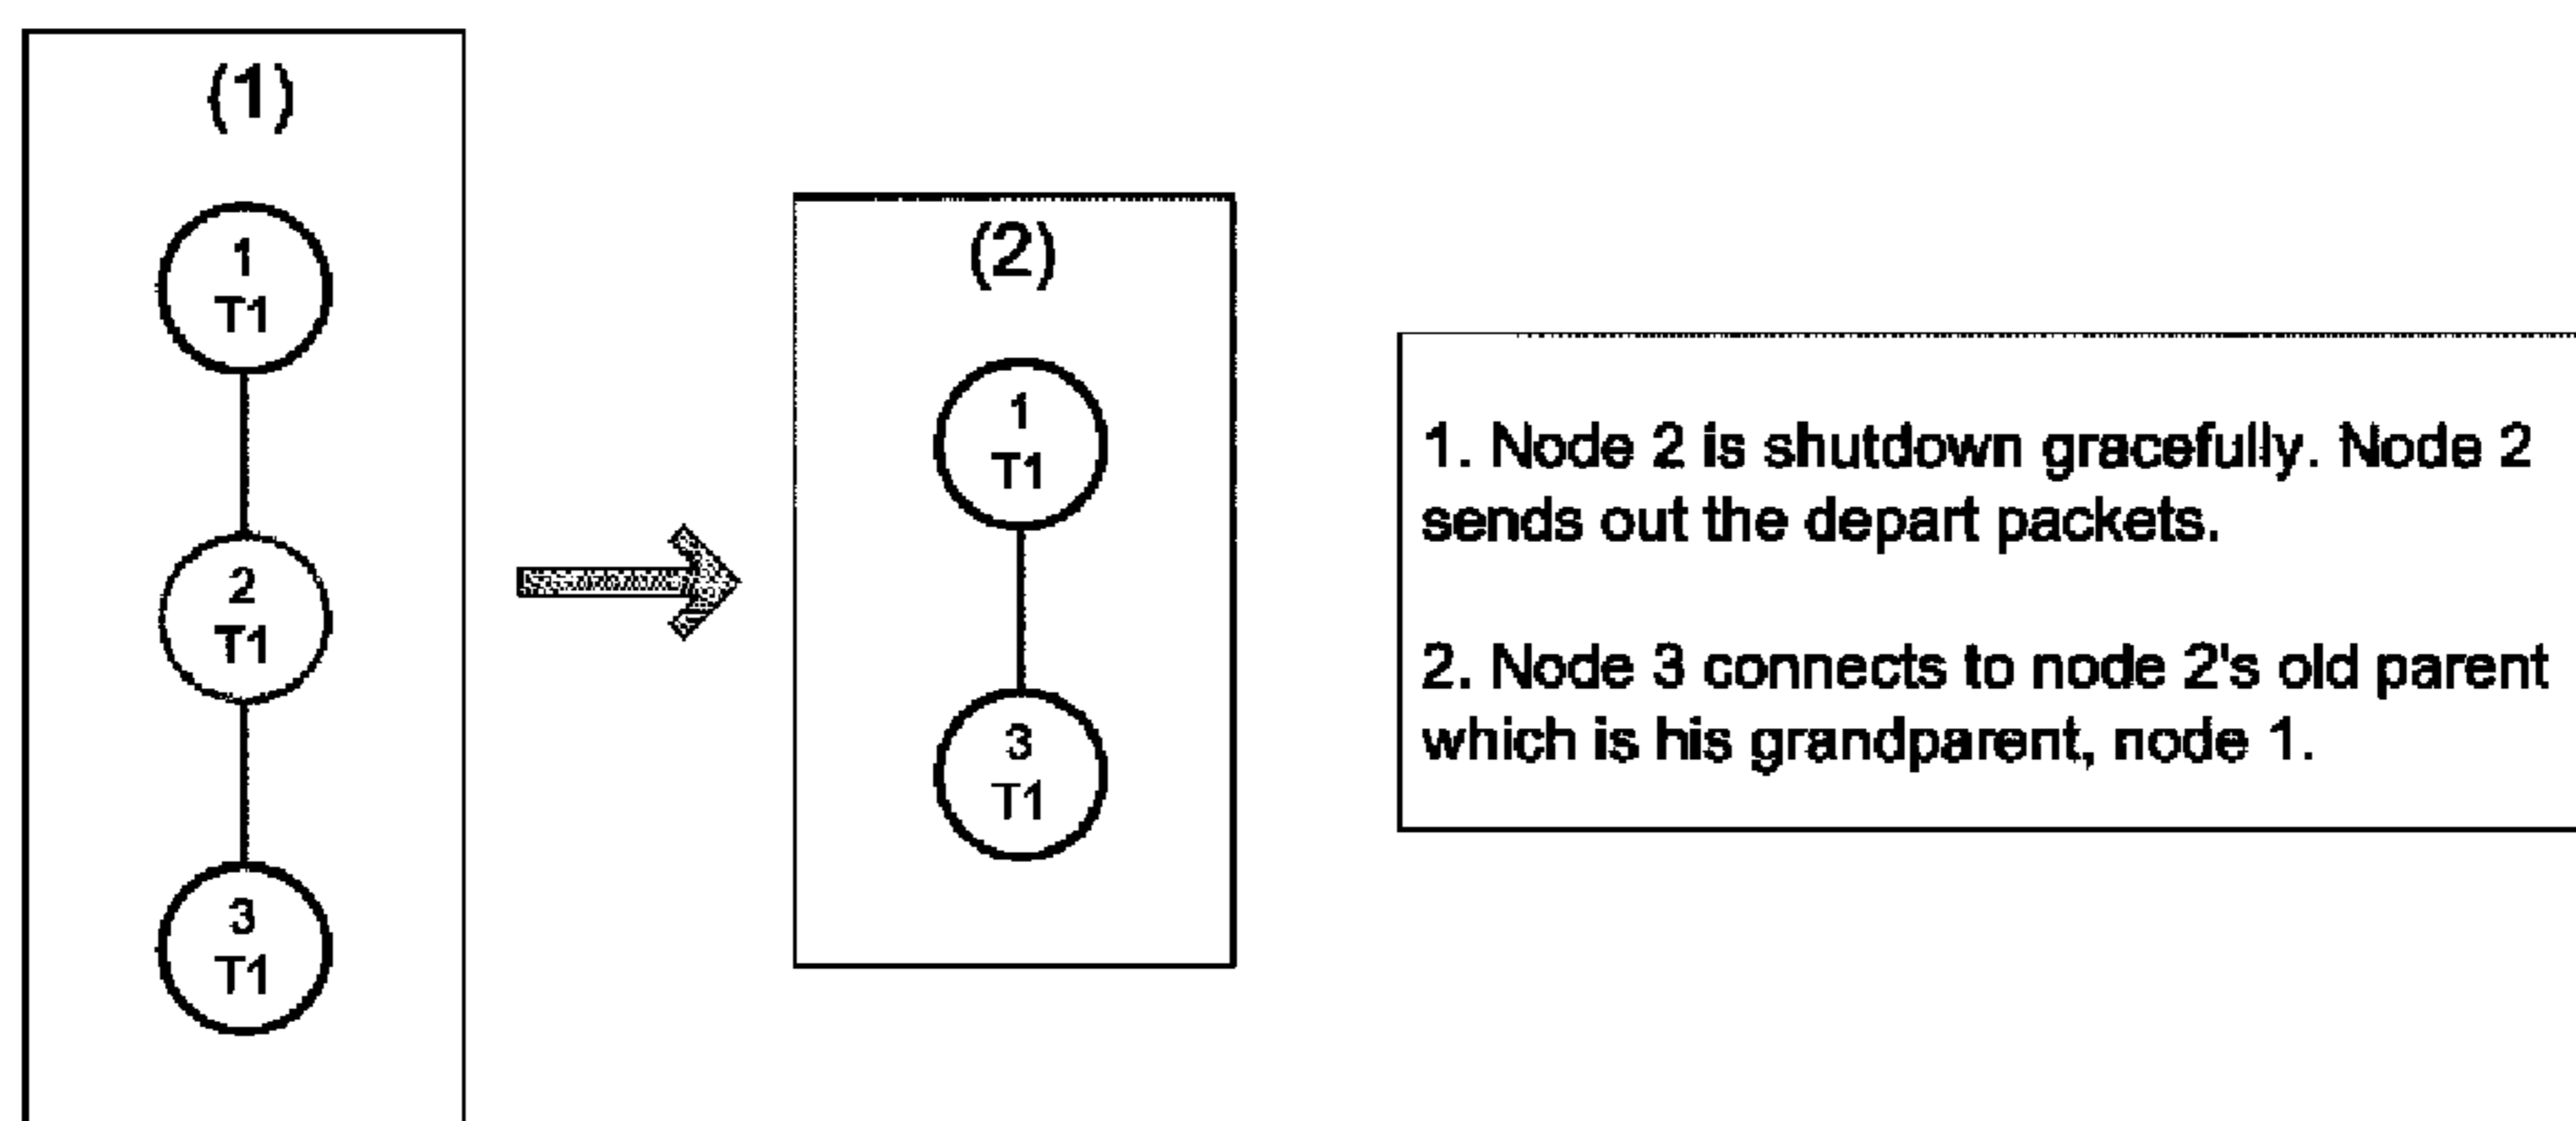 (1)
1
T1
2
T1
3
T1
(2)
1
T1
3
T1
1. Node 2 is shutdown gracefully. Node 2
sends out the depart packets.
2. Node 3 connects to node 2's old parent
which is his grandparent, node 1.